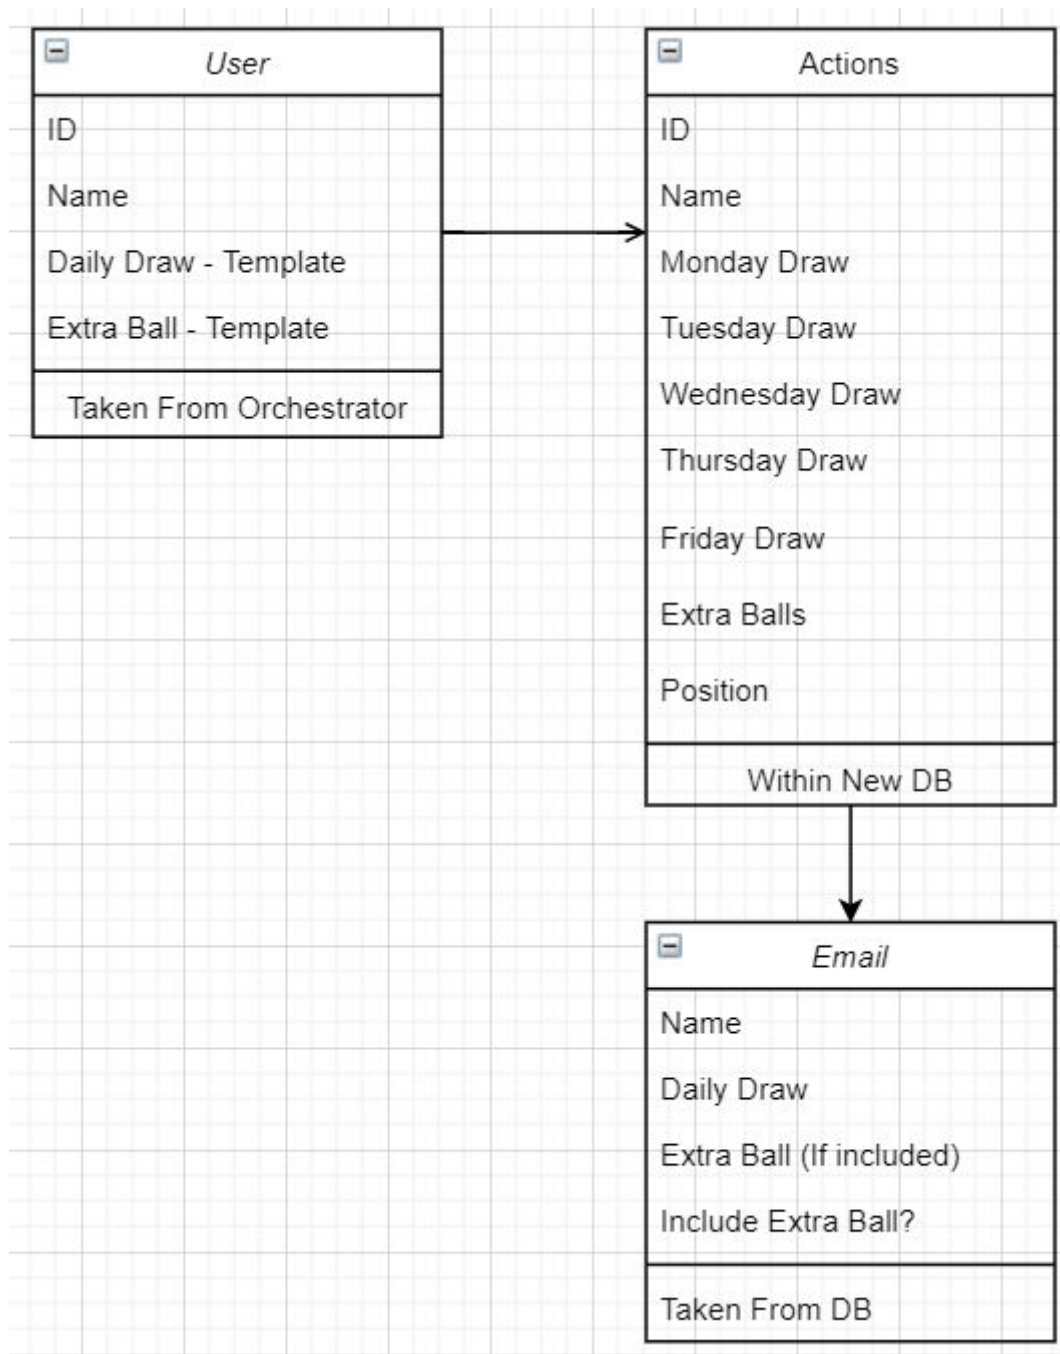 User
ID
Name
Daily Draw - Template
Extra Ball - Template
Taken From Orchestrator
Actions
ID
Name
Monday Draw
Tuesday Draw
Wednesday Draw
Thursday Draw
Friday Draw
Extra Balls
Position
Within New DB
Email
Name
Daily Draw
Extra Ball (If included)
Include Extra Ball?
Taken From DB